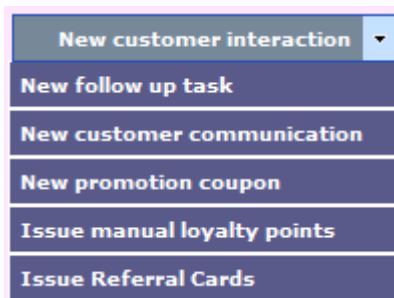 New customer interaction
New follow up task
New customer communication
New promotion coupon
Issue manual loyalty points
Issue Referral Cards